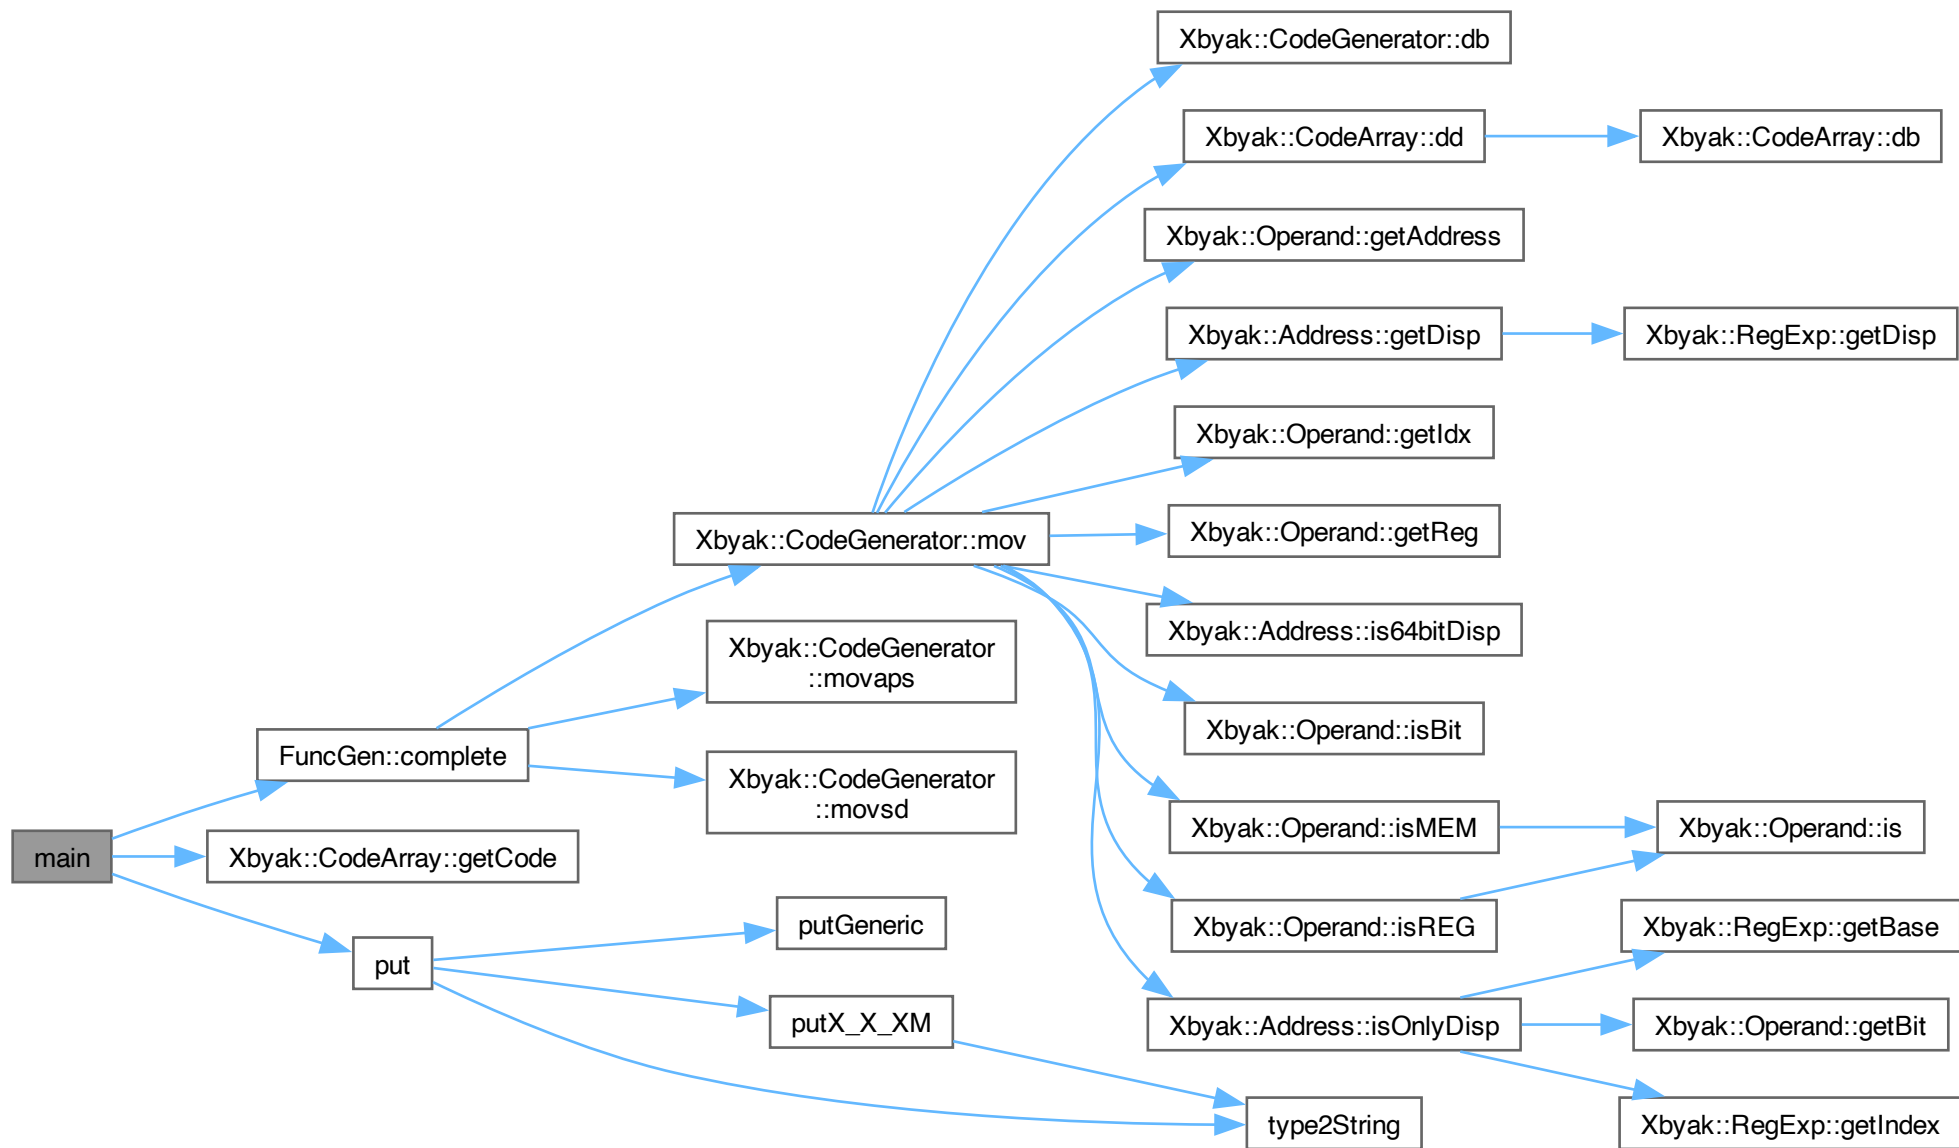 Xbyak::CodeGenerator::db
Xbyak::CodeArray::dd
Xbyak::CodeArray::db
Xbyak::Operand::getAddress
Xbyak::Address::getDisp
Xbyak::RegExp::getDisp
Xbyak::Operand::getIdx
Xbyak::CodeGenerator::mov
Xbyak::Operand::getReg
Xbyak::Address::is64bitDisp
Xbyak::CodeGenerator
::movaps
Xbyak::Operand::isBit
FuncGen::complete
Xbyak::CodeGenerator
::movsd
Xbyak::Operand::isMEM
Xbyak::Operand::is
main
Xbyak::CodeArray::getCode
putGeneric
Xbyak::Operand::isREG
Xbyak::RegExp::getBase
put
putX_X_XM
Xbyak::Address::isOnlyDisp
Xbyak::Operand::getBit
type2String
Xbyak::RegExp::getIndex